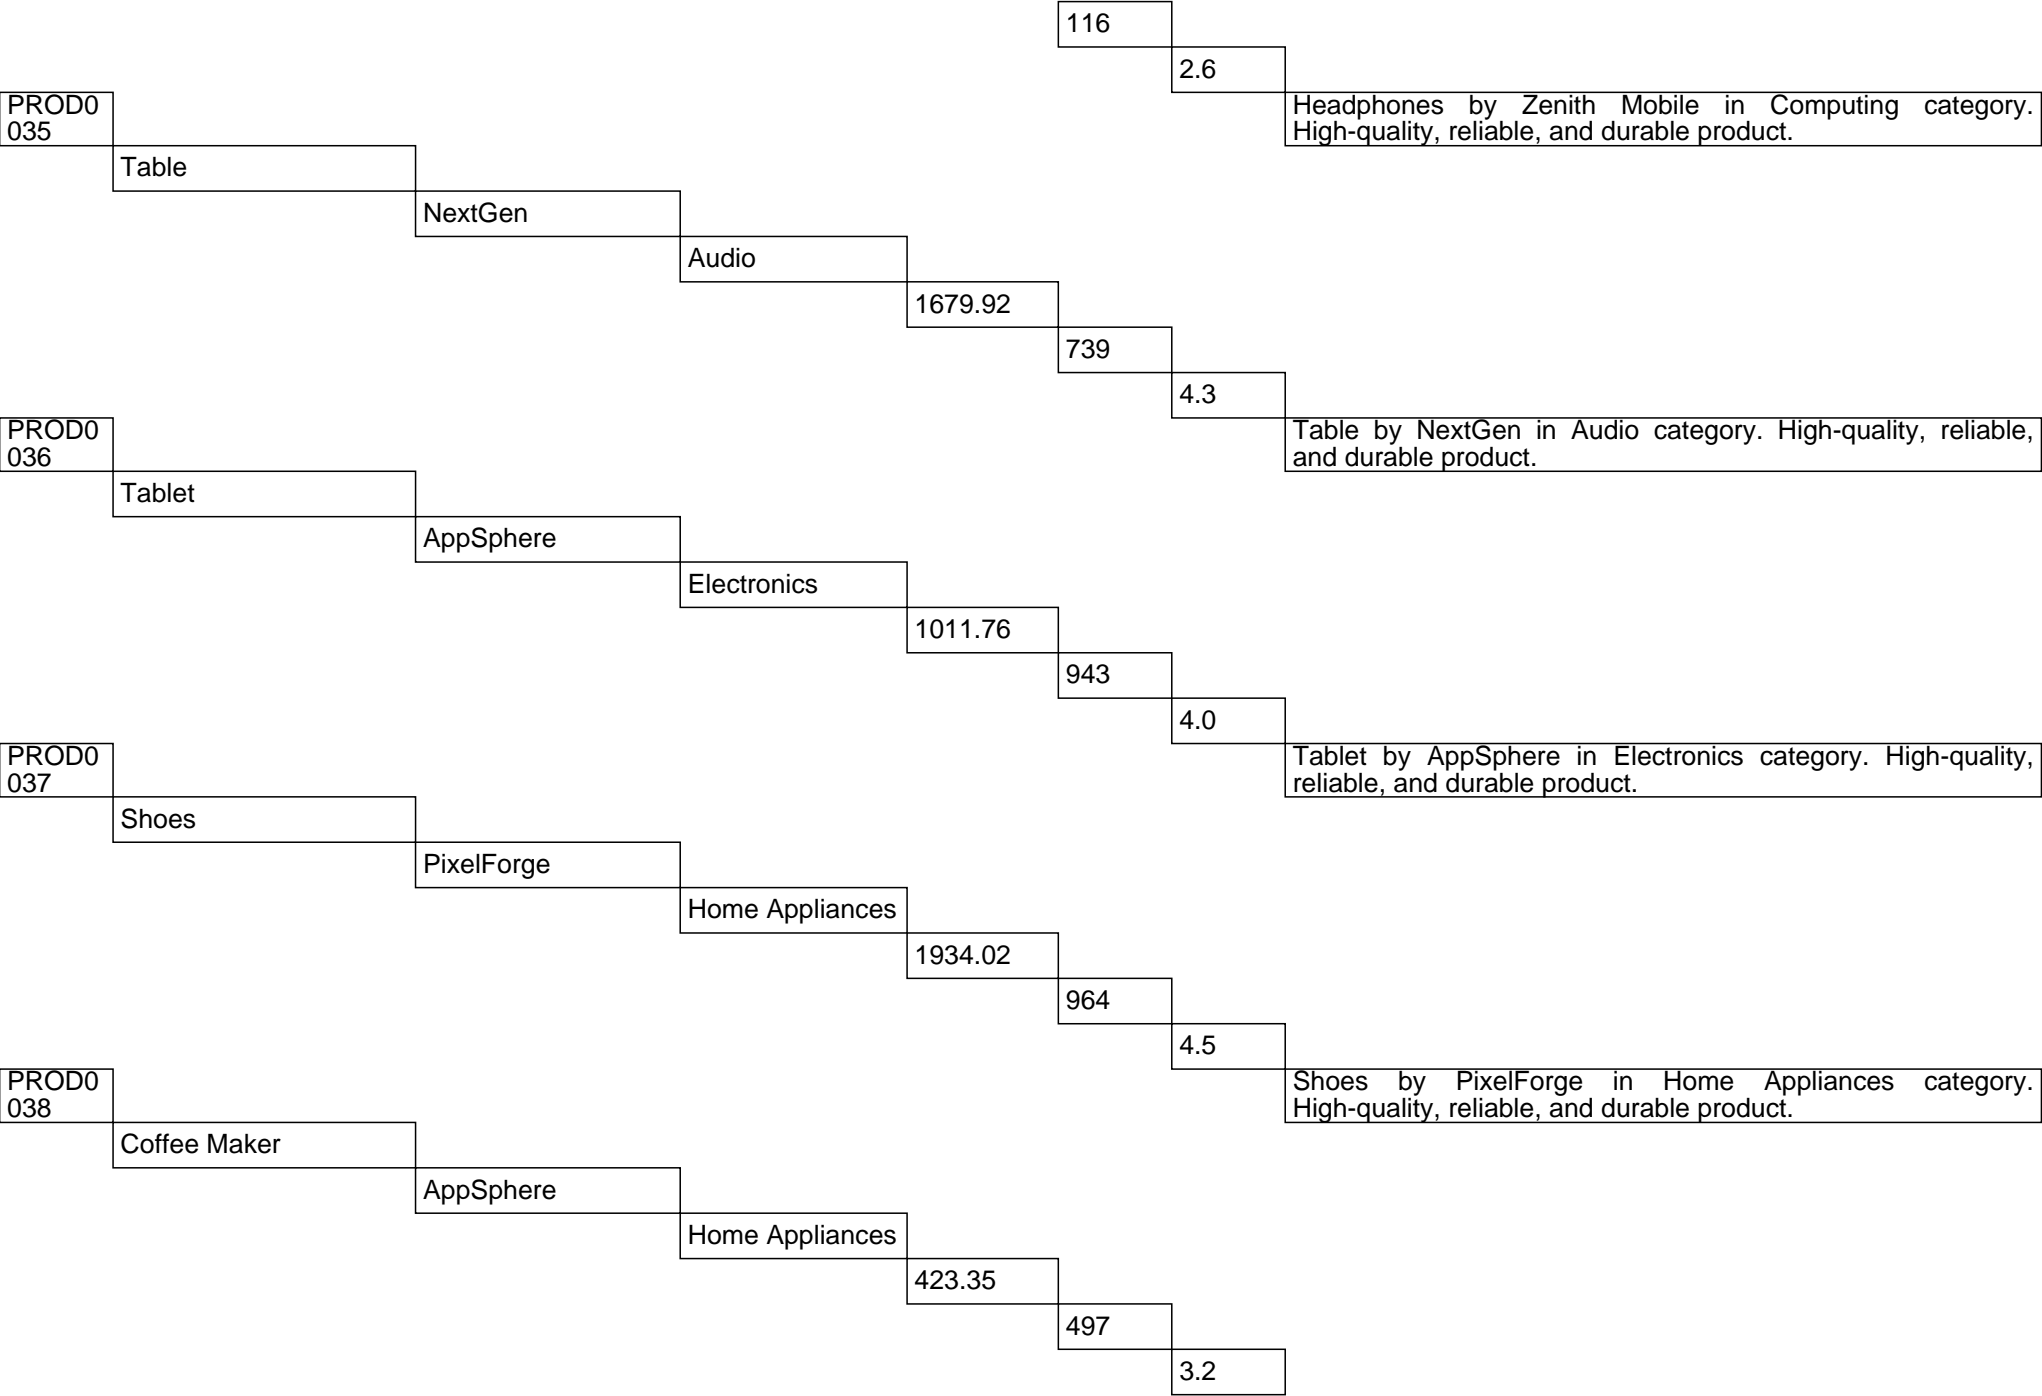 116
2.6
Headphones by Zenith Mobile in Computing category.
High-quality, reliable, and durable product.
PROD0
035
Table
NextGen
Audio
1679.92
739
4.3
Table by NextGen in Audio category. High-quality, reliable,
and durable product.
PROD0
036
Tablet
AppSphere
Electronics
1011.76
943
4.0
Tablet by AppSphere in Electronics category. High-quality,
reliable, and durable product.
PROD0
037
Shoes
PixelForge
Home Appliances
1934.02
964
4.5
Shoes by PixelForge in Home Appliances category.
High-quality, reliable, and durable product.
PROD0
038
Coffee Maker
AppSphere
Home Appliances
423.35
497
3.2